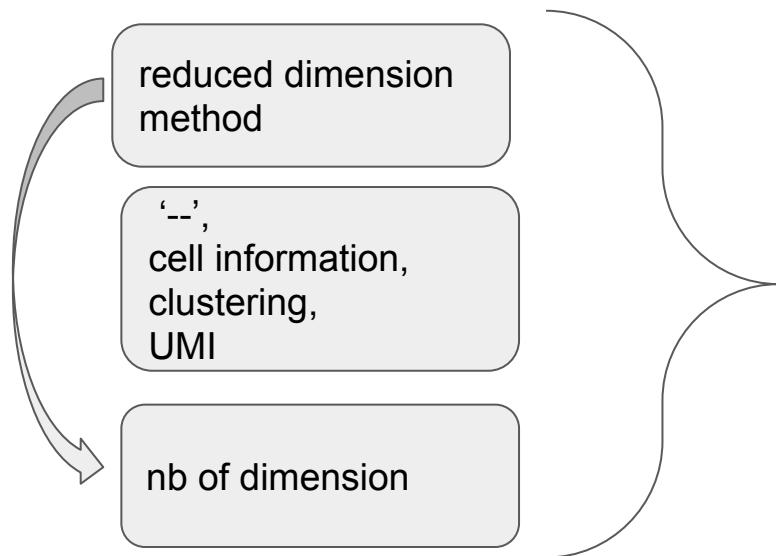 reduced dimension
method
‘--’,
cell information,
clustering,
UMI
nb of dimension